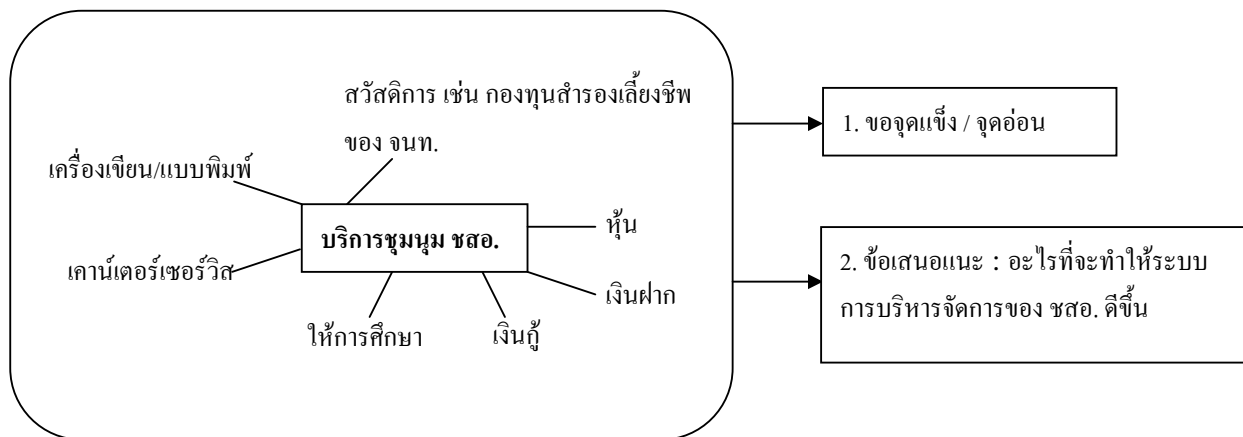 สวัสดิการ เช่น กองทุนสำรองเลี้ยงชีพ
ของ จนท.
เครื่องเขียน/แบบพิมพ์
บริการชุมนุม ชสอ.
หุ้น
เคาน์เตอร์เซอร์วิส
เงินฝาก
ให้การศึกษา
เงินกู้
1. ขอจุดแข็ง / จุดอ่อน
2. ข้อเสนอแนะ : อะไรที่จะทำให้ระบบ
การบริหารจัดการของ ชสอ. ดีขึ้น